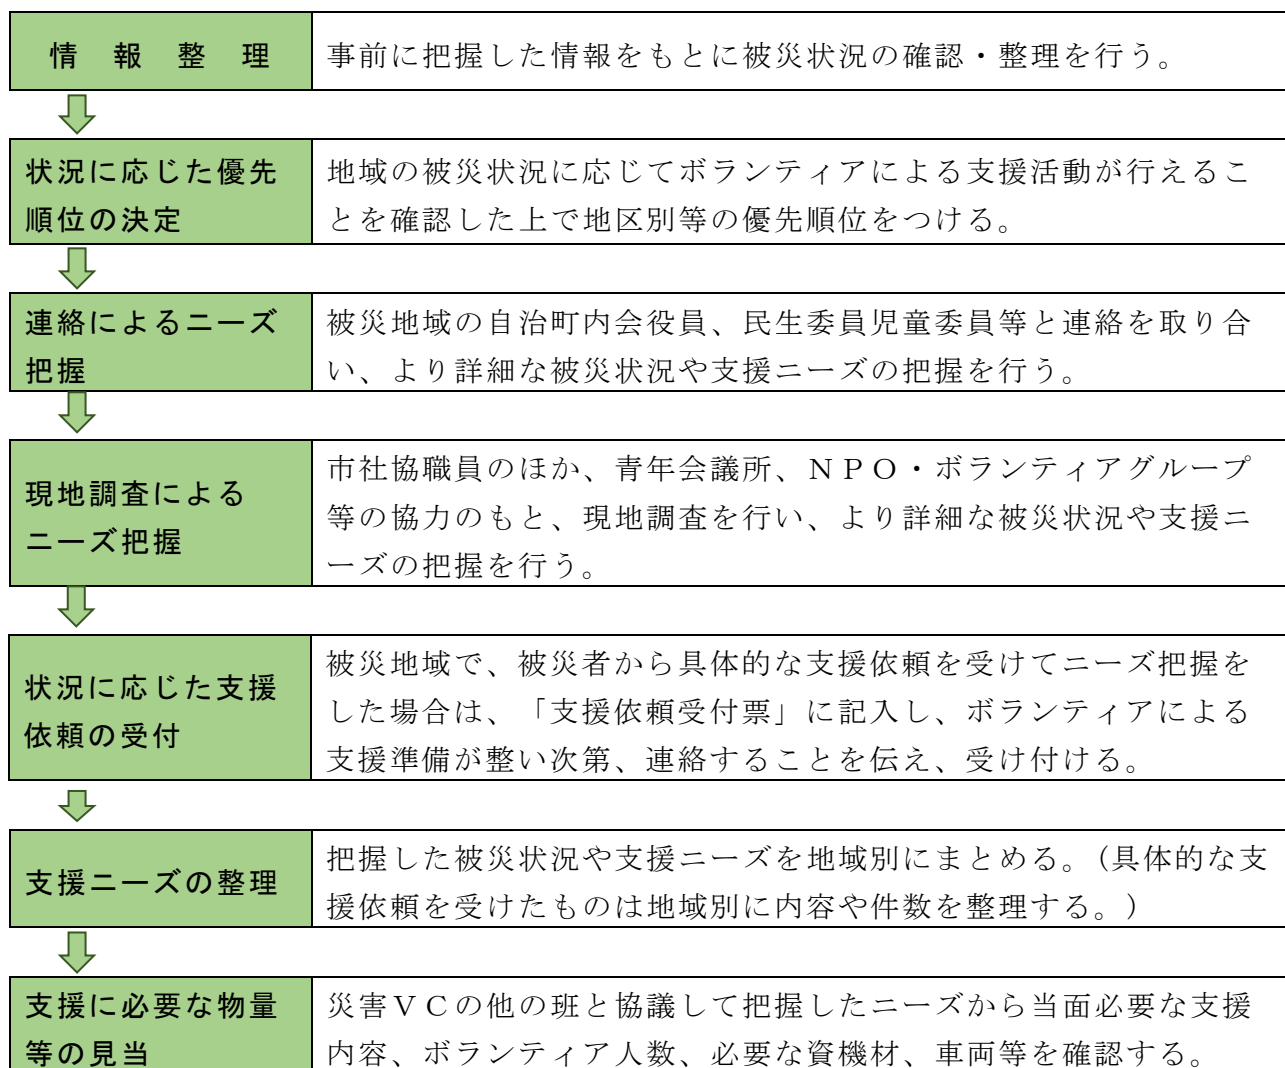 情報整理
事前に把握した情報をもとに被災状況の確認・整理を行う。
状況に応じた優先
順位の決定
地域の被災状況に応じてボランティアによる支援活動が行えるこ
とを確認した上で地区別等の優先順位をつける。
連絡によるニーズ
把握
被災地域の自治町内会役員、民生委員児童委員等と連絡を取り合
い、より詳細な被災状況や支援ニーズの把握を行う。
現地調査による
ニーズ把握
市社協職員のほか、青年会議所、ＮＰＯ・ボランティアグループ
等の協力のもと、現地調査を行い、より詳細な被災状況や支援ニ
ーズの把握を行う。
状況に応じた支援
依頼の受付
被災地域で、被災者から具体的な支援依頼を受けてニーズ把握を
した場合は、「支援依頼受付票」に記入し、ボランティアによる
支援準備が整い次第、連絡することを伝え、受け付ける。
支援ニーズの整理
把握した被災状況や支援ニーズを地域別にまとめる。（具体的な支
援依頼を受けたものは地域別に内容や件数を整理する。）
支援に必要な物量
等の見当
災害ＶＣの他の班と協議して把握したニーズから当面必要な支援
内容、ボランティア人数、必要な資機材、車両等を確認する。